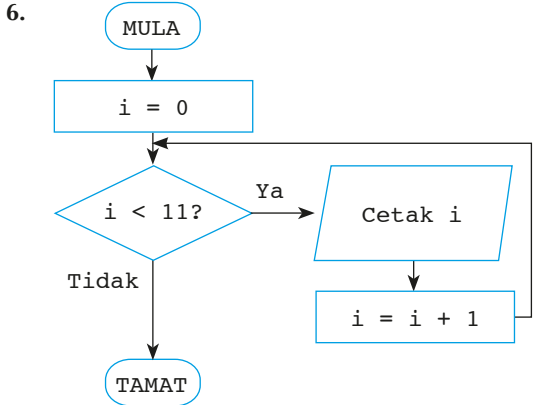 6.
MULA
i = 0
i < 11?
Ya
Cetak i
Tidak
i = i + 1
TAMAT